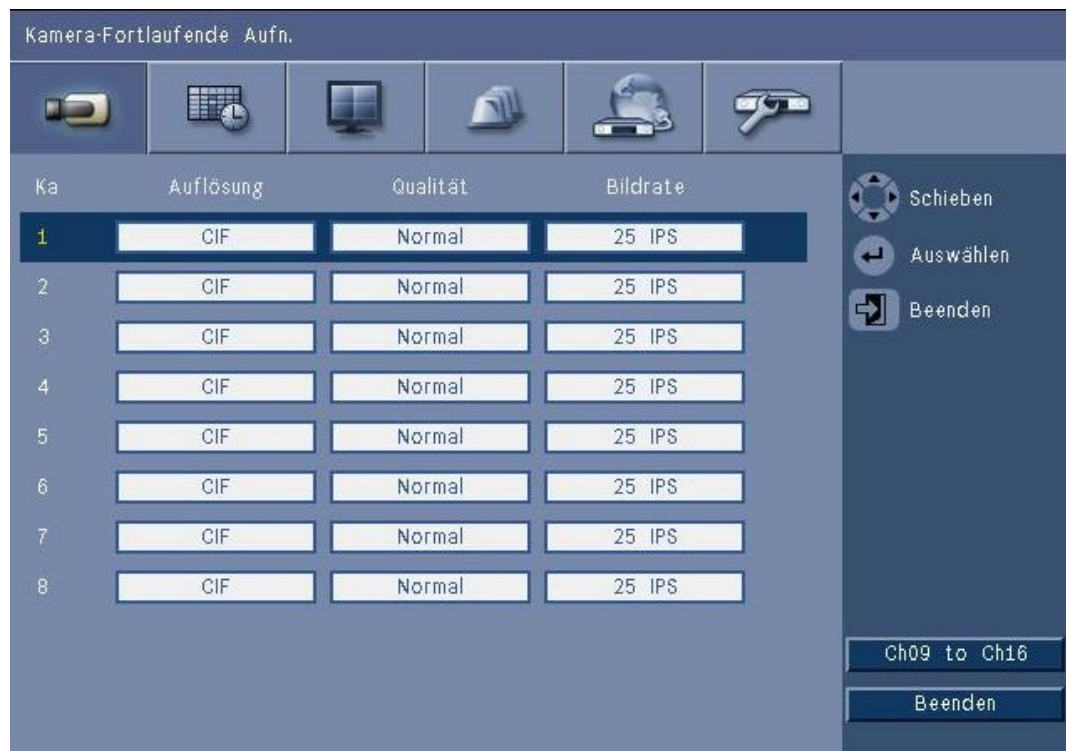 Kamera-Fortlaufende Aufn.
Ka Auflösung Qualität Bildrate
1 CIF Normal 25 IPS
2 CIF Normal 25 IPS
3 CIF Normal 25 IPS
4 CIF Normal 25 IPS
5 CIF Normal 25 IPS
6 CIF Normal 25 IPS
7 CIF Normal 25 IPS
8 CIF Normal 25 IPS
Schieben
Auswählen
Beenden
Ch09 to Ch16
Beenden